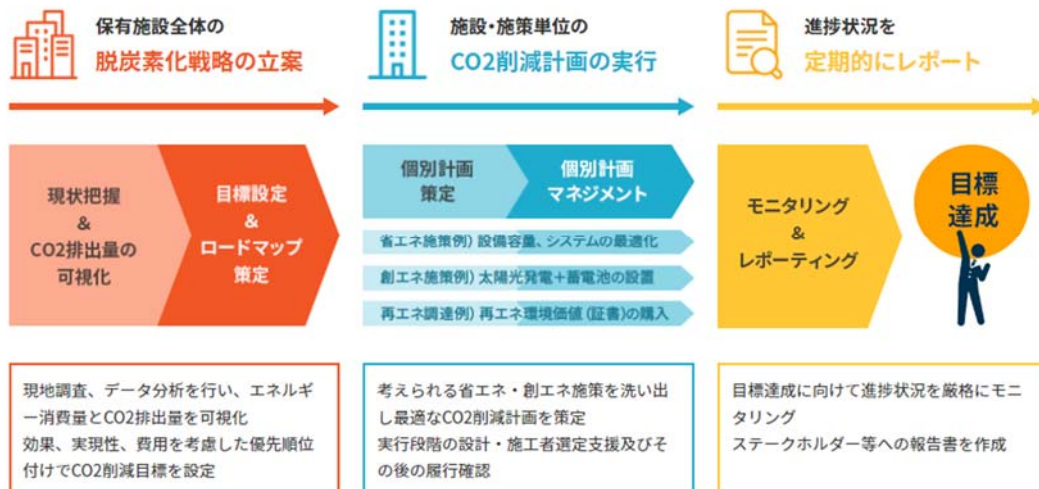 保有施設全体の
脱炭素化戦略の立案
現状把握
&
CO2排出量の
可視化
目標設定
&
ロードマップ
策定
現地調査、データ分析を行い、エネルギ
ー消費量とCO2排出量を可視化
効果、実現性、費用を考慮した優先順位
付けでCO2削減目標を設定
施設・施策単位の
CO2削減計画の実行
個別計画
策定
個別計画
マネジメント
省エネ施策例) 設備容量、システムの最適化
創エネ施策例) 太陽光発電+蓄電池の設置
再エネ調達例) 再エネ環境価値(証書)の購入
考えられる省エネ・創エネ施策を洗い出
し最適なCO2削減計画を策定
実行段階の設計・施工者選定支援及びそ
の後の履行確認
進捗状況を
定期的にレポート
モニタリング
&
レポーティング
目標
達成
目標達成に向けて進捗状況を厳格にモニ
タリング
ステークホルダー等への報告書を作成